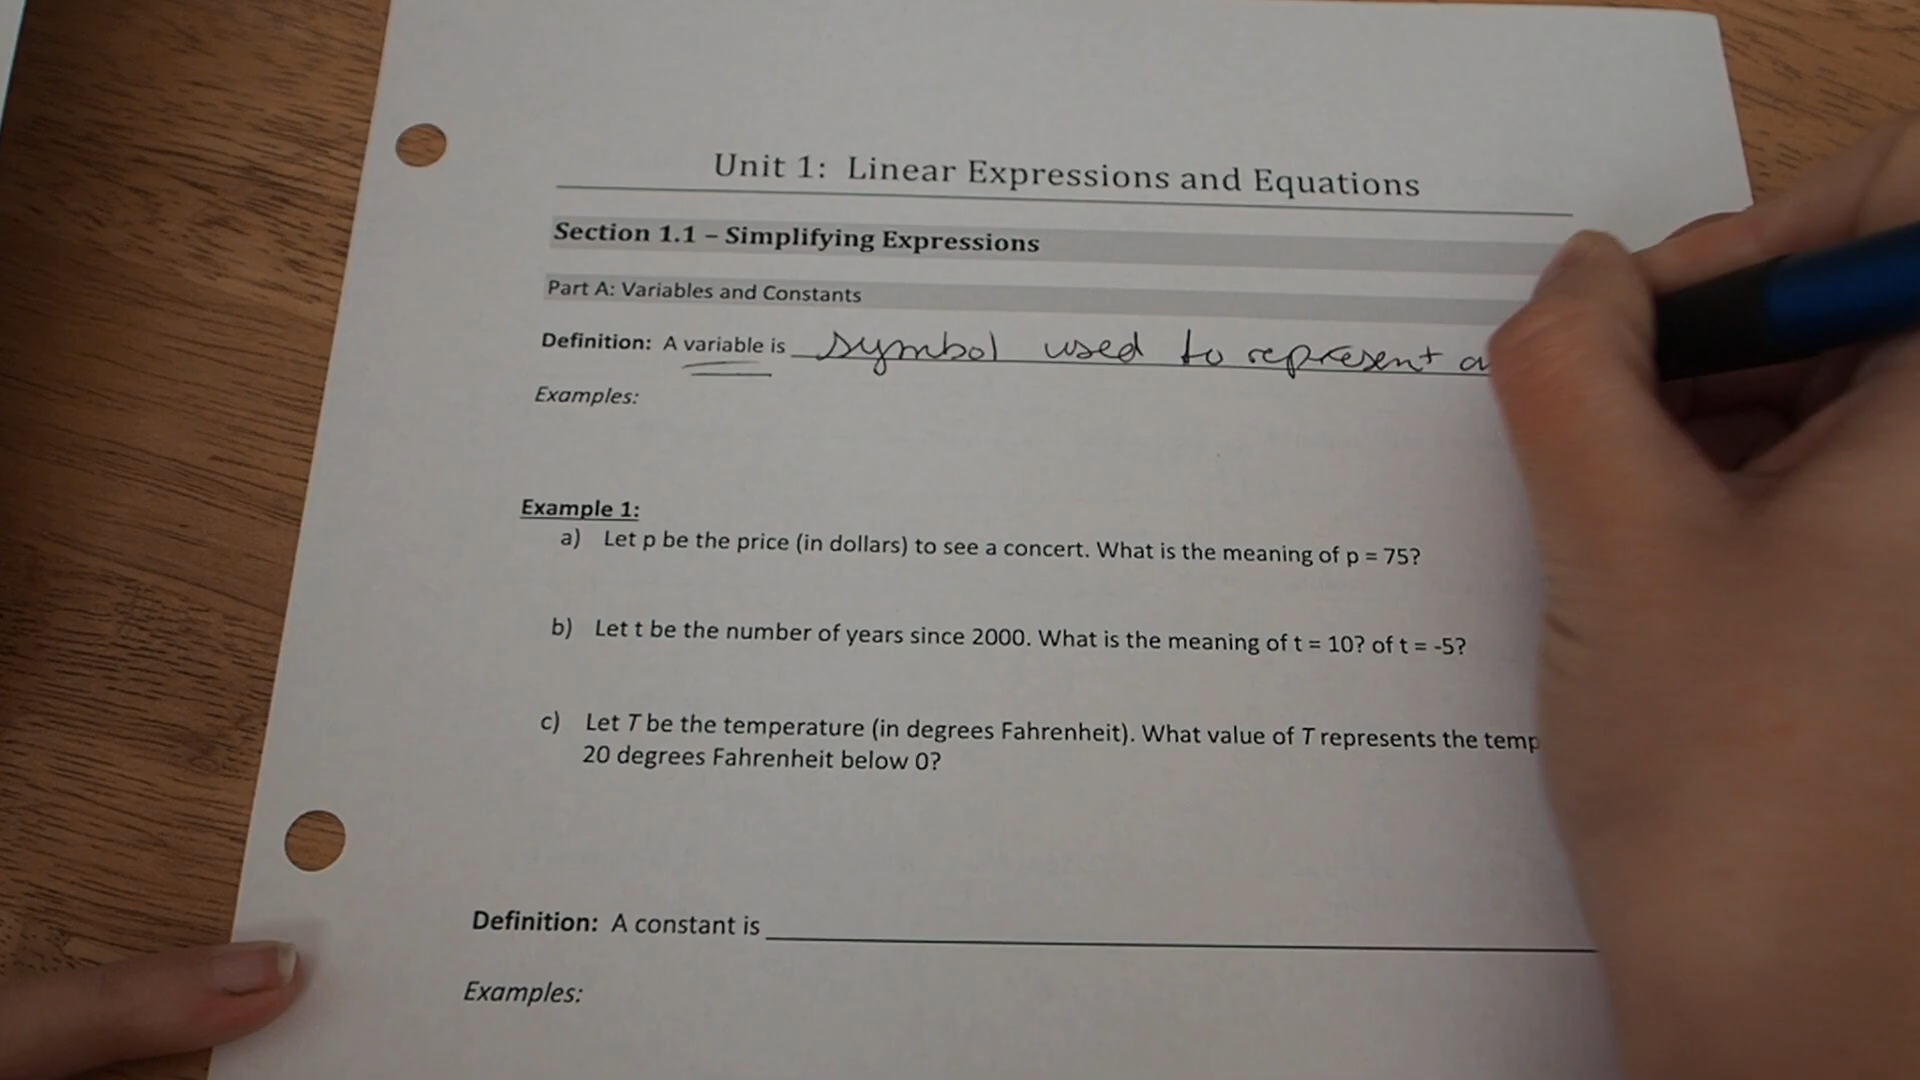 Unit 1: Linear Expressions and Equations
Section 1.1 – Simplifying Expressions
Part A: Variables and Constants
Definition: A variable is symbol used to represent a
Examples:
Example 1:
a) Let p be the price (in dollars) to see a concert. What is the meaning of p = 75?
b) Let t be the number of years since 2000. What is the meaning of t = 10? of t = -5?
c) Let T be the temperature (in degrees Fahrenheit). What value of T represents the temp
20 degrees Fahrenheit below 0?
Definition: A constant is
Examples: